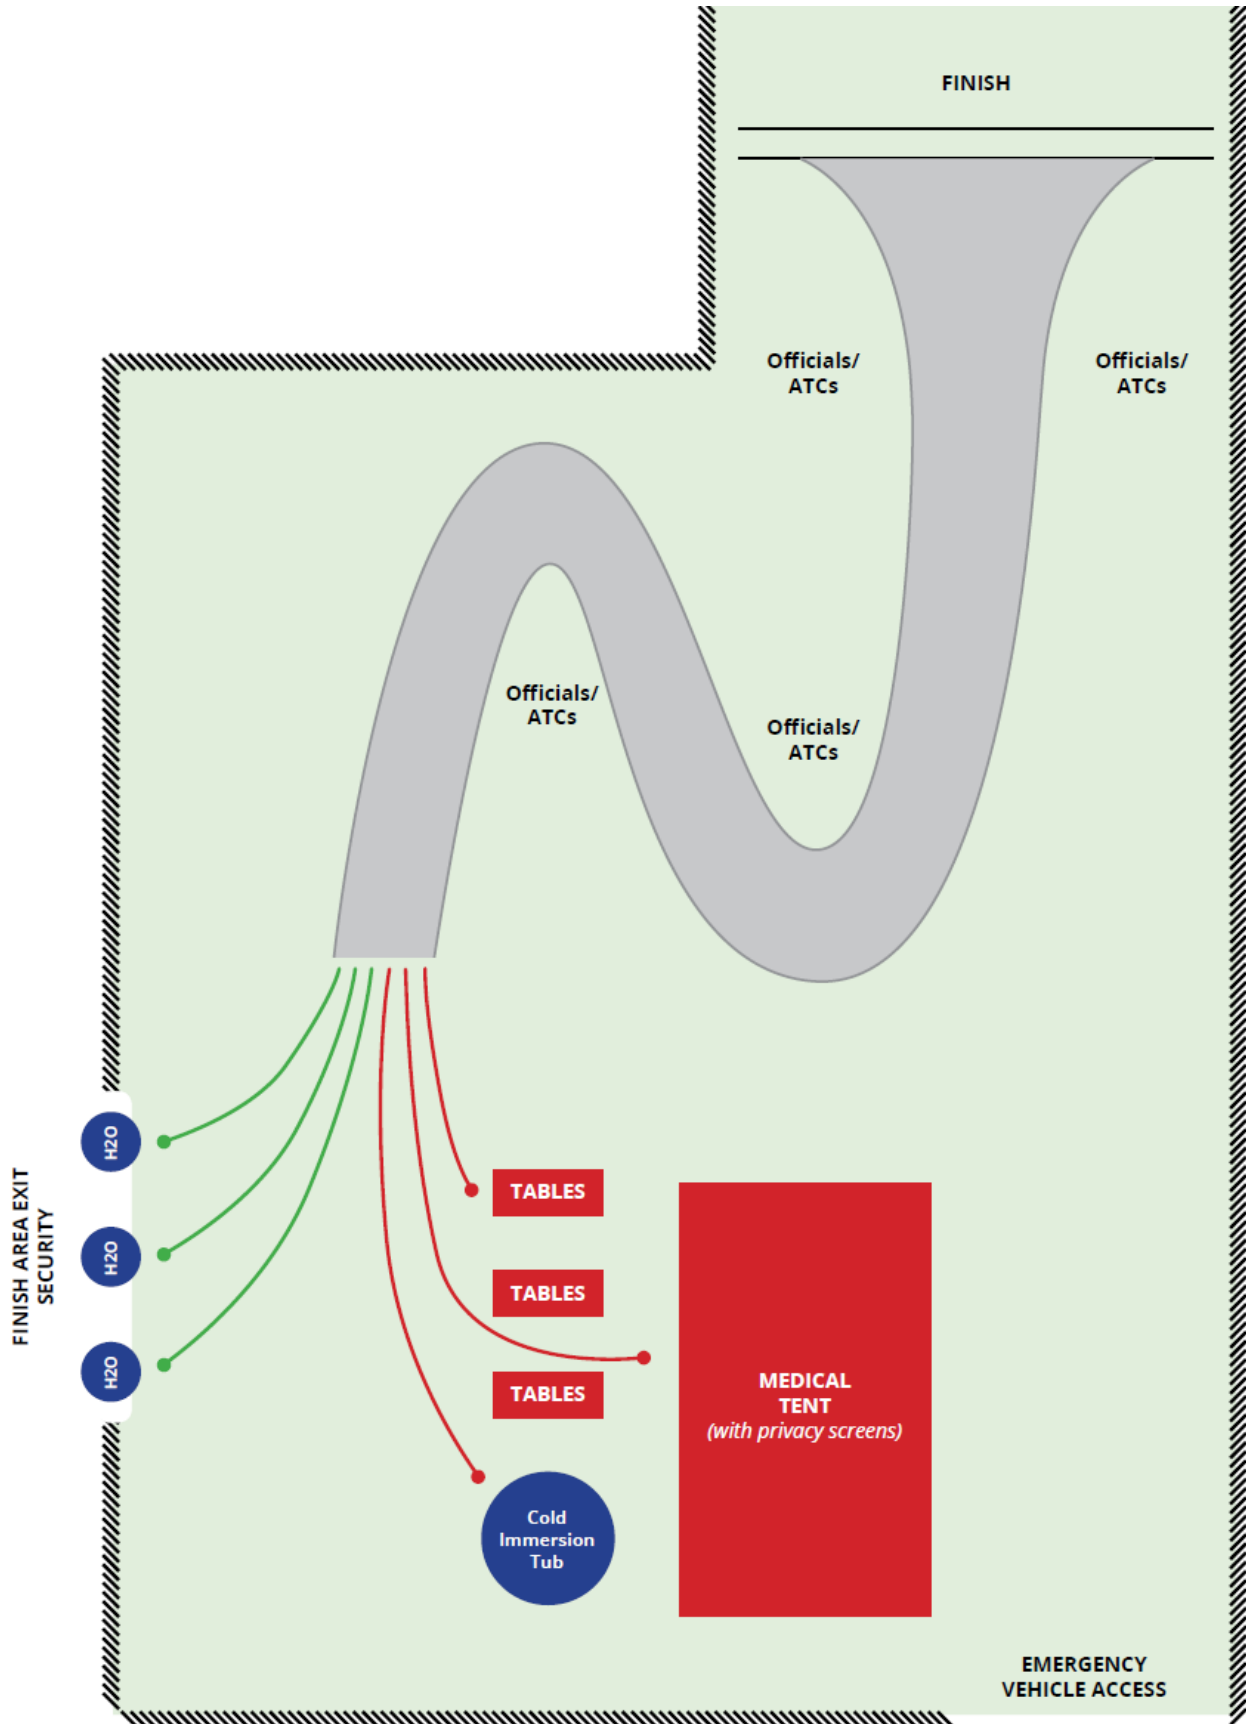 FINISH
Officials/
ATCs
Officials/
ATCs
Officials/
ATCs
Officials/
ATCs
H2O
H2O
H2O
FINISH AREA EXIT
SECURITY
TABLES
TABLES
TABLES
MEDICAL
TENT
(with privacy screens)
Cold
Immersion
Tub
EMERGENCY
VEHICLE ACCESS